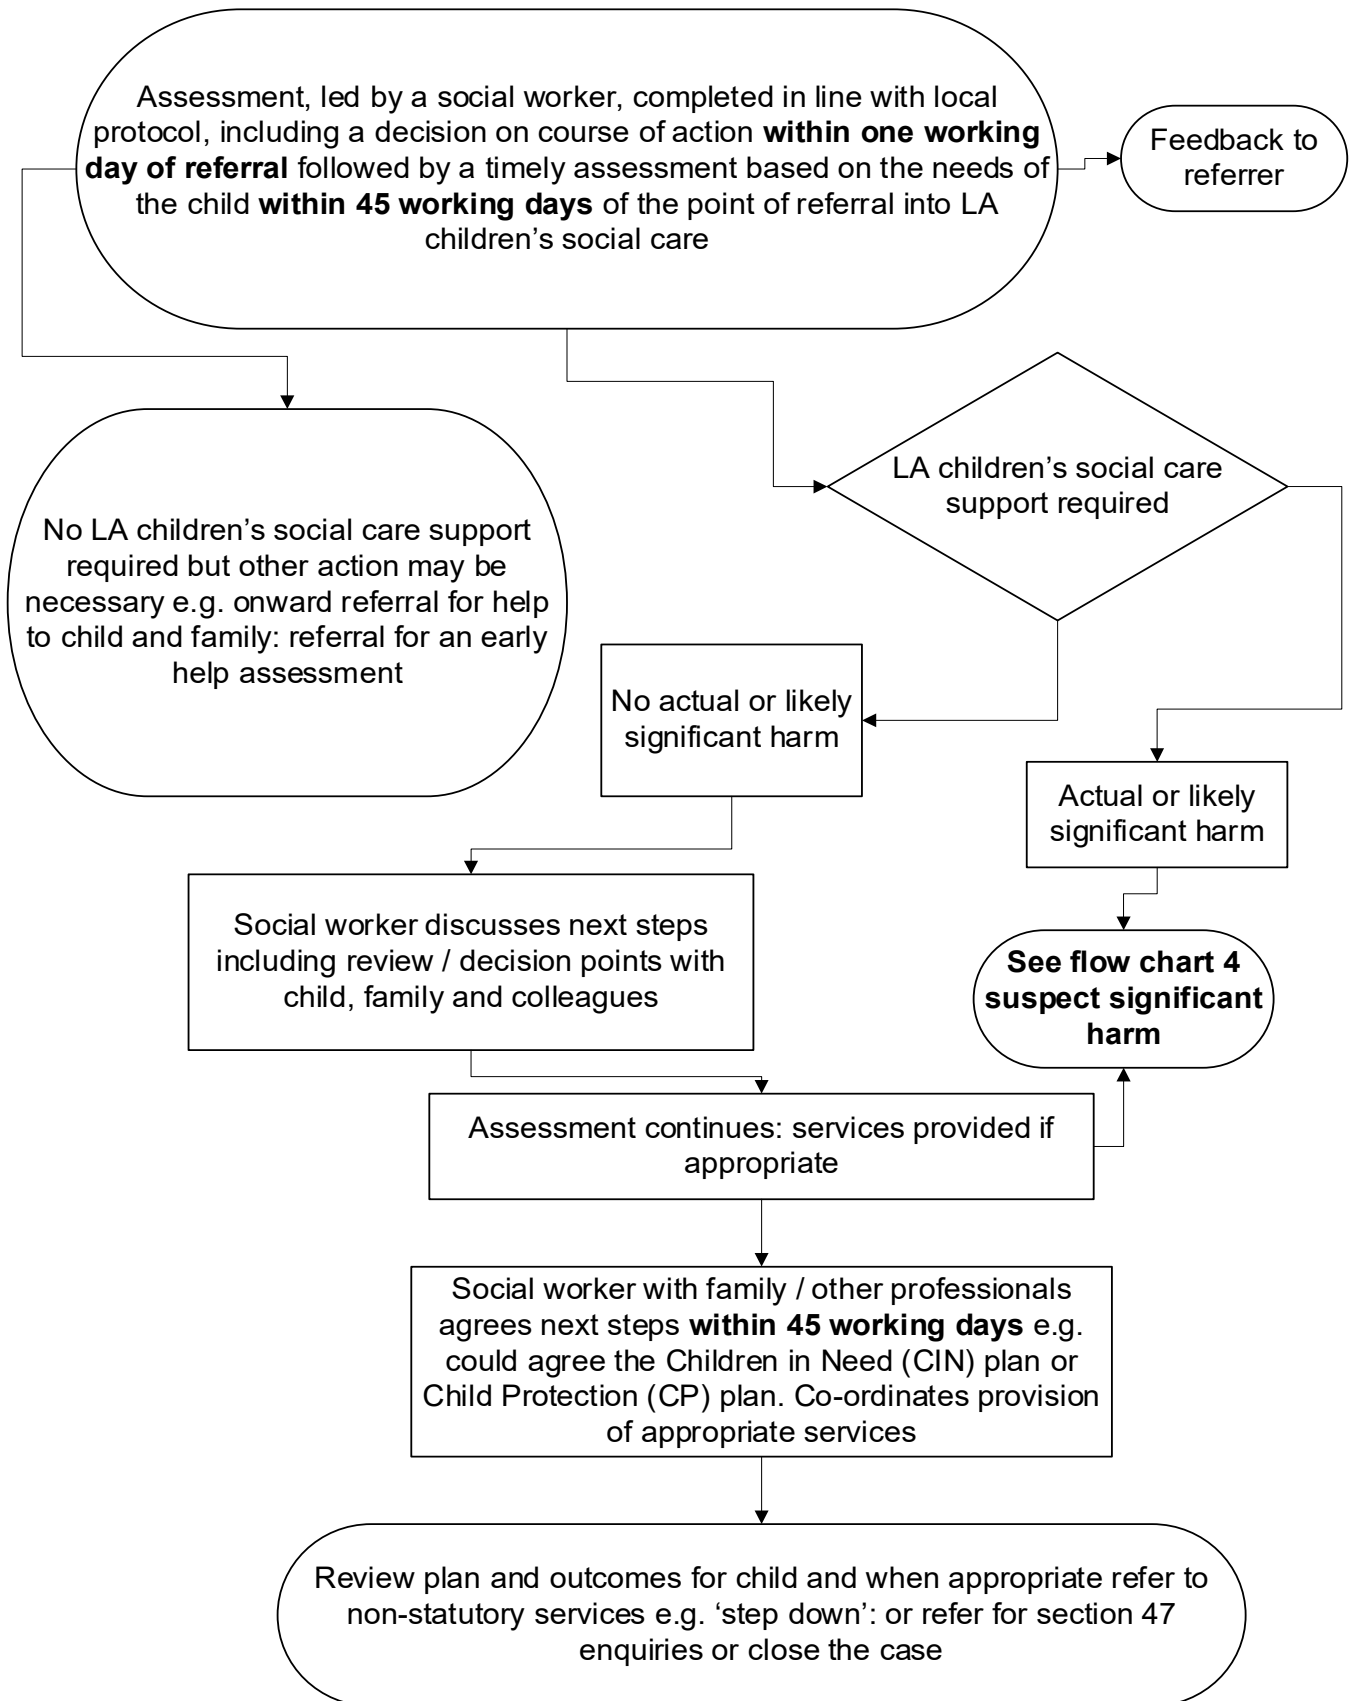 Assessment, led by a social worker, completed in line with local
protocol, including a decision on course of action within one working
day of referral followed by a timely assessment based on the needs of
the child within 45 working days of the point of referral into LA
children’s social care
Feedback to
referrer
LA children’s social care
support required
No LA children’s social care support
required but other action may be
necessary e.g. onward referral for help
to child and family: referral for an early
help assessment
No actual or likely
significant harm
Actual or likely
significant harm
Social worker discusses next steps
including review / decision points with
child, family and colleagues
See flow chart 4
suspect significant
harm
Assessment continues: services provided if
appropriate
Social worker with family / other professionals
agrees next steps within 45 working days e.g.
could agree the Children in Need (CIN) plan or
Child Protection (CP) plan. Co-ordinates provision
of appropriate services
Review plan and outcomes for child and when appropriate refer to
non-statutory services e.g. ‘step down’: or refer for section 47
enquiries or close the case